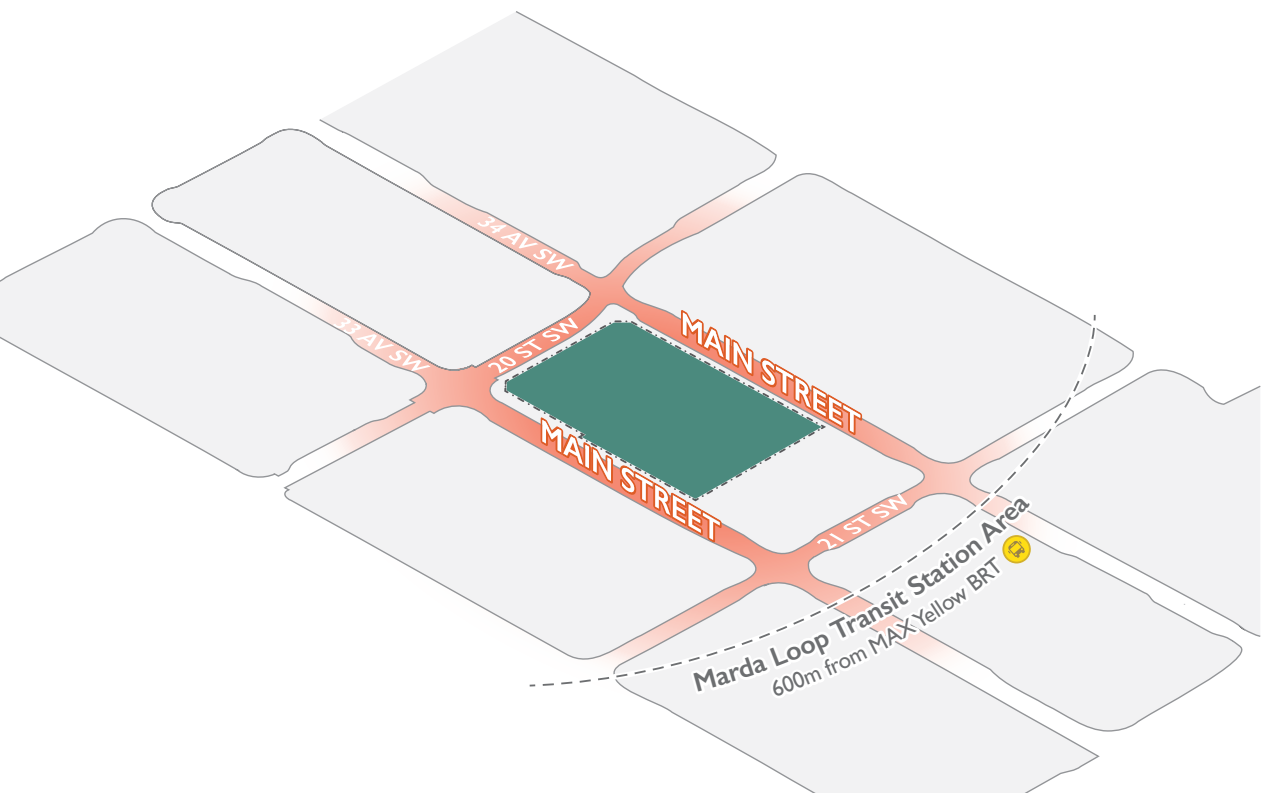 34 AV SW
MAIN STREET
33 AV SW
20 ST SW
MAIN STREET
21 ST SW
Marda Loop Transit Station Area
600m from MAX Yellow BRT